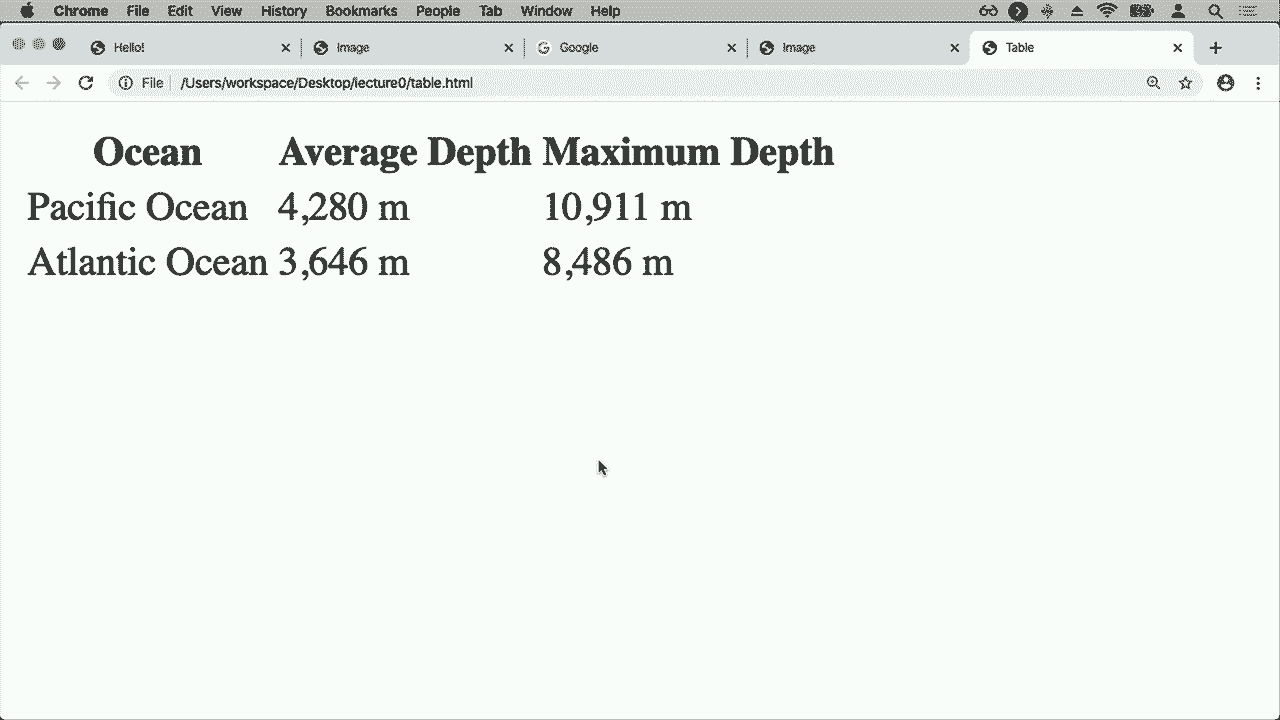 Chrome File Edit View History Bookmarks People Tab Window Help
Hello! Image Google Image Table
File /Users/workspace/Desktop/lecture0/table.html
Ocean Average Depth Maximum Depth
Pacific Ocean 4,280 m 10,911 m
Atlantic Ocean 3,646 m 8,486 m